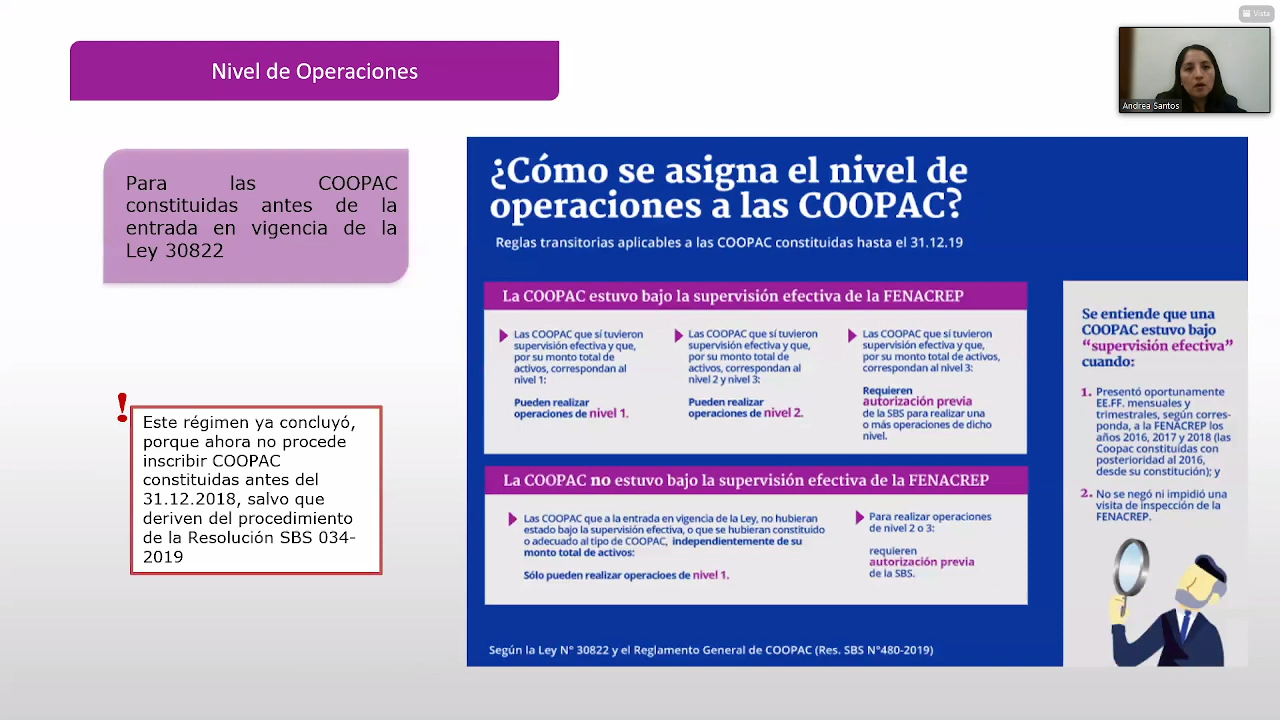 Vista
Nivel de Operaciones
Andrea Santos
Para las COOPAC
constituidas antes de la
entrada en vigencia de la
Ley 30822
!
Este régimen ya concluyó,
porque ahora no procede
inscribir COOPAC
constituidas antes del
31.12.2018, salvo que
deriven del procedimiento
de la Resolución SBS 034-
2019
¿Cómo se asigna el nivel de
operaciones a las COOPAC?
Reglas transitorias aplicables a las COOPAC constituidas hasta el 31.12.19
La COOPAC estuvo bajo la supervisión efectiva de la FENACREP
Las COOPAC que sí tuvieron
supervisión efectiva y que,
por su monto total de
activos, correspondan al
nivel 1:
Pueden realizar
operaciones de nivel 1.
Las COOPAC que sí tuvieron
supervisión efectiva y que,
por su monto total de
activos, correspondan al
nivel 2 y nivel 3:
Pueden realizar
operaciones de nivel 2.
Las COOPAC que sí tuvieron
supervisión efectiva y que,
por su monto total de activos,
correspondan al nivel 3:
Requieren
autorización previa
de la SBS para realizar una
o más operaciones de dicho
nivel.
La COOPAC no estuvo bajo la supervisión efectiva de la FENACREP
Las COOPAC que a la entrada en vigencia de la Ley, no hubieran
estado bajo la supervisión efectiva, o que se hubieran constituido
o adecuado al tipo de COOPAC, independientemente de su
monto total de activos:
Sólo pueden realizar operacioes de nivel 1.
Para realizar operaciones
de nivel 2 o 3:
requieren
autorización previa
de la SBS.
Según la Ley N° 30822 y el Reglamento General de COOPAC (Res. SBS N°480-2019)
Se entiende que una
COOPAC estuvo bajo
“supervisión efectiva”
cuando:
1. Presentó oportunamente
EE.FF. mensuales y
trimestrales, según corres-
ponda, a la FENACREP los
años 2016, 2017 y 2018 (las
Coopac constituidas con
posterioridad al 2016,
desde su constitución); y
2. No se negó ni impidió una
visita de inspección de la
FENACREP.